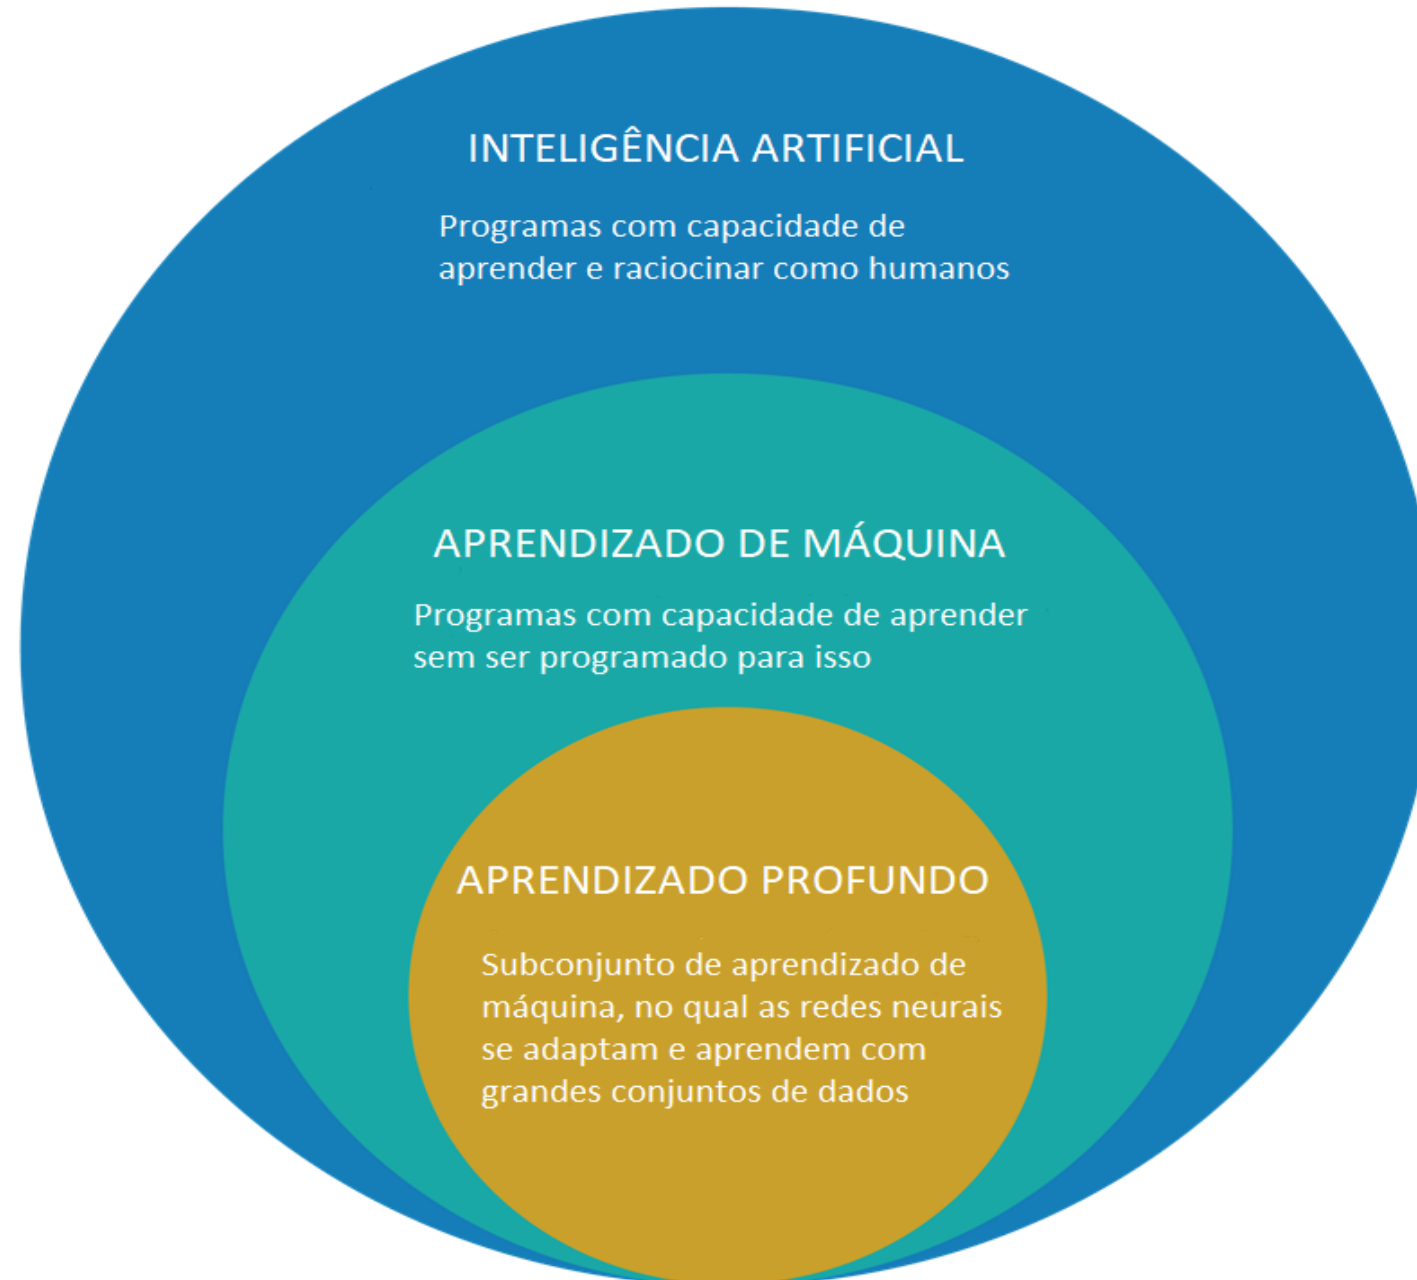 INTELIGÊNCIA ARTIFICIAL
Programas com capacidade de
aprender e raciocinar como humanos
APRENDIZADO DE MÁQUINA
Programas com capacidade de aprender
sem ser programado para isso
APRENDIZADO PROFUNDO
Subconjunto de aprendizado de
máquina, no qual as redes neurais
se adaptam e aprendem com
grandes conjuntos de dados